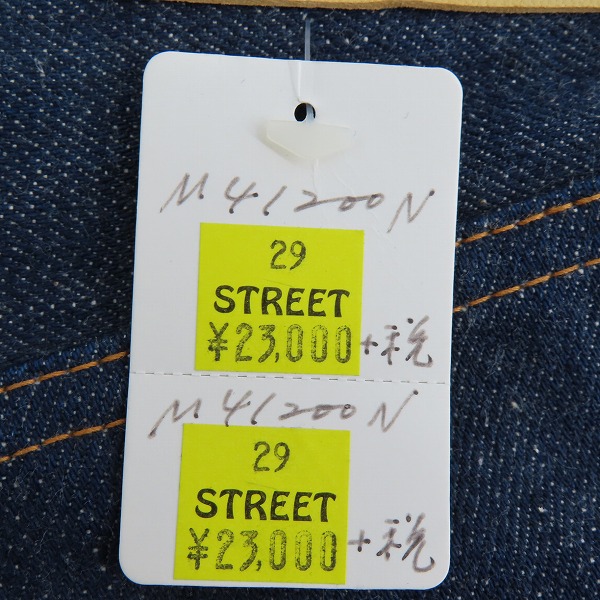 M41200N
29
STREET
¥23,000+税
M41200N
29
STREET
¥23,000+税